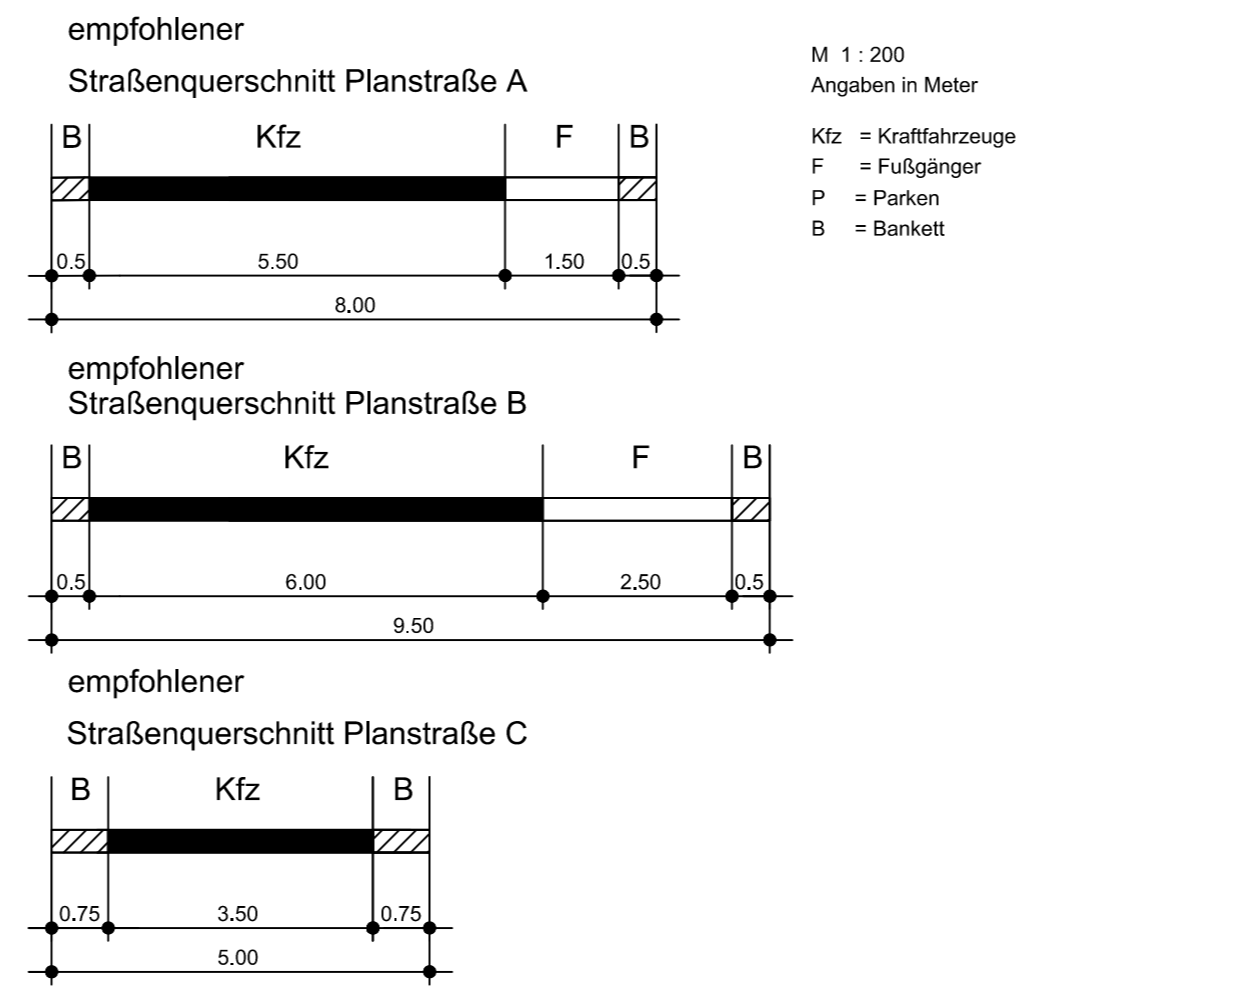 empfohlener
Straßenquerschnitt Planstraße A
B Kfz F B
0.5 5.50 1.50 0.5
8.00
M 1 : 200
Angaben in Meter
Kfz = Kraftfahrzeuge
F = Fußgänger
P = Parken
B = Bankett
empfohlener
Straßenquerschnitt Planstraße B
B Kfz F B
0.5 6.00 2.50 0.5
9.50
empfohlener
Straßenquerschnitt Planstraße C
B Kfz B
0.75 3.50 0.75
5.00